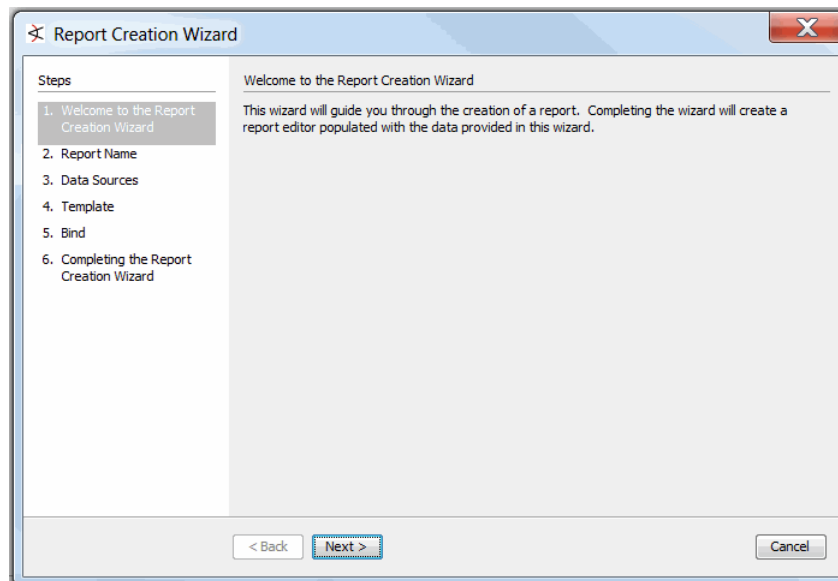 Report Creation Wizard
Steps
1. Welcome to the Report
Creation Wizard
2. Report Name
3. Data Sources
4. Template
5. Bind
6. Completing the Report
Creation Wizard
Welcome to the Report Creation Wizard
This wizard will guide you through the creation of a report. Completing the wizard will create a
report editor populated with the data provided in this wizard.
< Back
Next >
Cancel